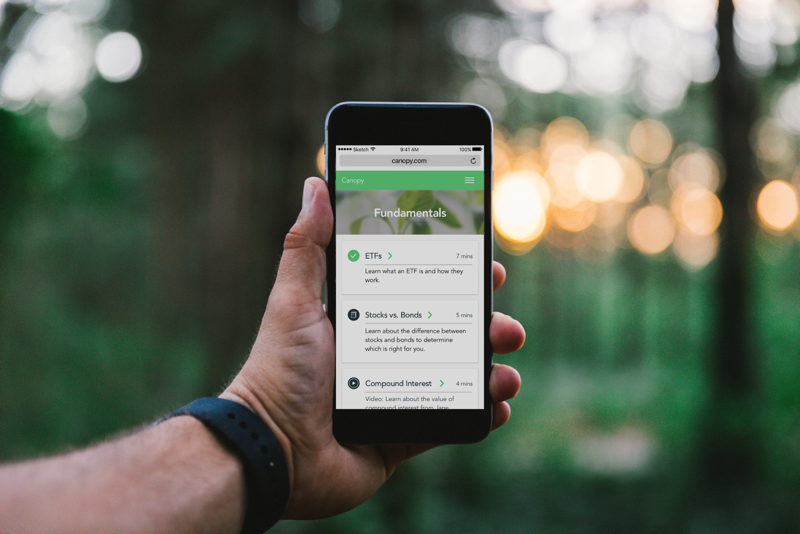 Sketch 9:41 AM 100%
canopy.com
Canopy
Fundamentals
ETFs 7 mins
Learn what an ETF is and how they
work.
Stocks vs. Bonds 5 mins
Learn about the difference between
stocks and bonds to determine
which is right for you.
Compound Interest 4 mins
Video: Learn about the value of
compound interest from Jane